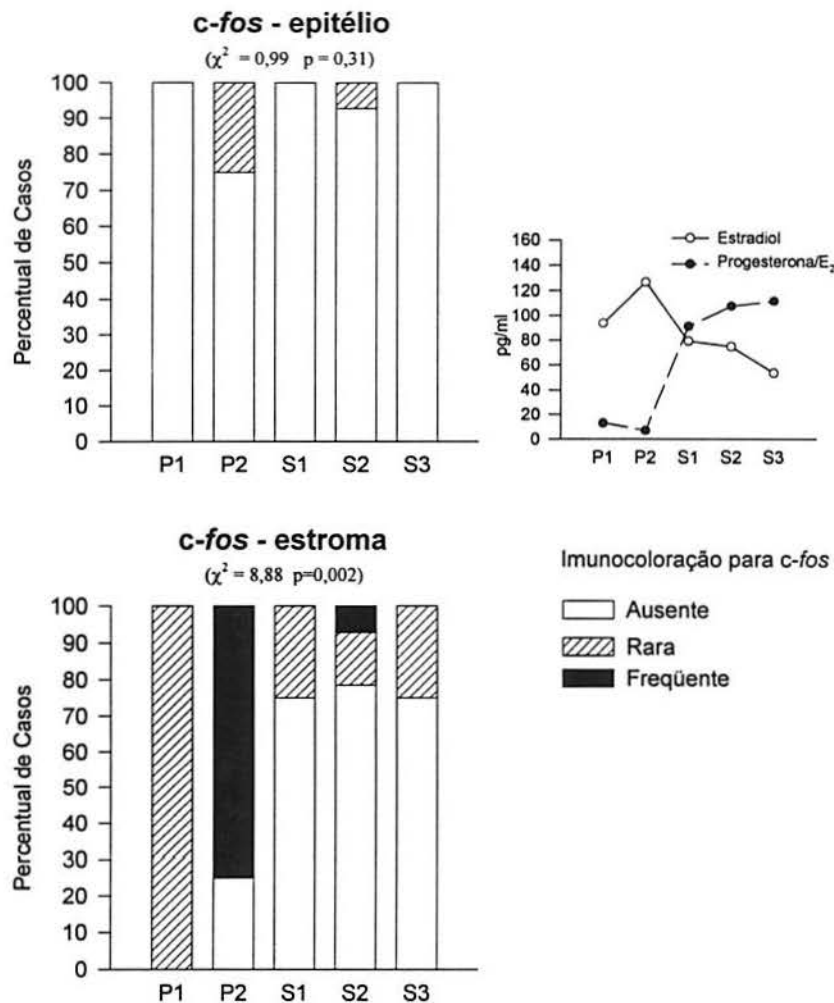 c-fos - epitélio
(χ² = 0,99 p = 0,31)
Percentual de Casos
100
90
80
70
60
50
40
30
20
10
0
P1 P2 S1 S2 S3
Estradiol
Progesterona/E₂
pg/ml
160
140
120
100
80
60
40
20
0
P1 P2 S1 S2 S3
c-fos - estroma
(χ² = 8,88 p=0,002)
Percentual de Casos
100
90
80
70
60
50
40
30
20
10
0
P1 P2 S1 S2 S3
Imunocoloração para c-fos
Ausente
Rara
Freqüente